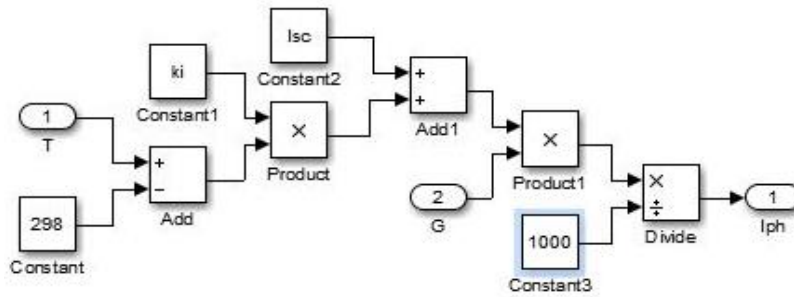 Isc
Constant2
ki
Constant1
+
+
Add1
1
T
×
Product
+
−
Add
×
Product1
298
Constant
2
G
×
÷
Divide
1
Iph
1000
Constant3